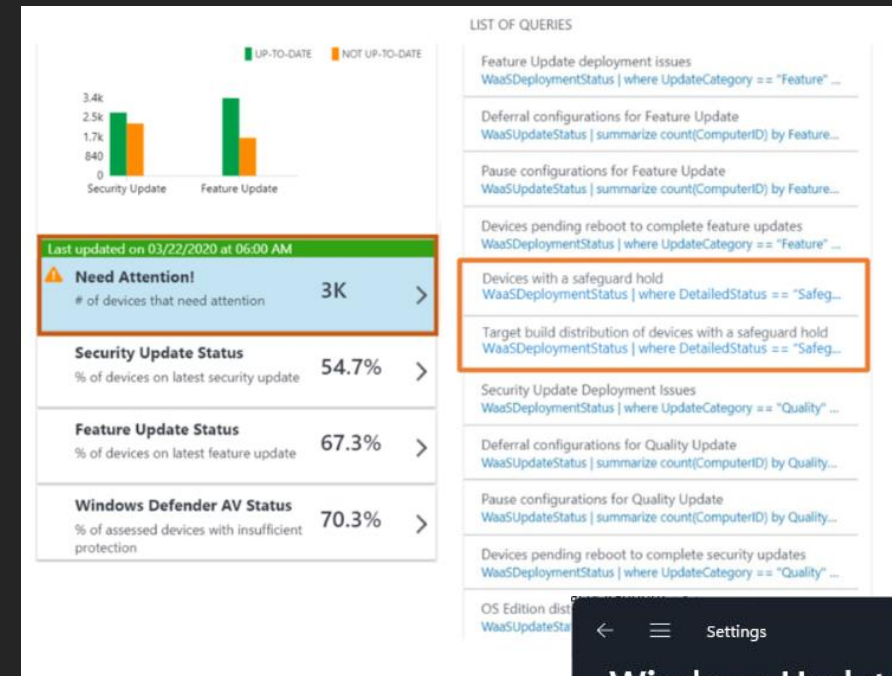 UP-TO-DATE NOT UP-TO-DATE
3.4k
2.5k
1.7k
840
0
Security Update Feature Update
Last updated on 03/22/2020 at 06:00 AM
Need Attention!
# of devices that need attention
3K
Security Update Status
% of devices on latest security update
54.7%
Feature Update Status
% of devices on latest feature update
67.3%
Windows Defender AV Status
% of assessed devices with insufficient
protection
70.3%
LIST OF QUERIES
Feature Update deployment issues
WaaSDeploymentStatus | where UpdateCategory == "Feature" ...
Deferral configurations for Feature Update
WaaSUpdateStatus | summarize count(ComputerID) by Feature...
Pause configurations for Feature Update
WaaSUpdateStatus | summarize count(ComputerID) by Feature...
Devices pending reboot to complete feature updates
WaaSDeploymentStatus | where UpdateCategory == "Feature" ...
Devices with a safeguard hold
WaaSDeploymentStatus | where DetailedStatus == "Safeg...
Target build distribution of devices with a safeguard hold
WaaSDeploymentStatus | where DetailedStatus == "Safeg...
Security Update Deployment Issues
WaaSDeploymentStatus | where UpdateCategory == "Quality" ...
Deferral configurations for Quality Update
WaaSUpdateStatus | summarize count(ComputerID) by Quality...
Pause configurations for Quality Update
WaaSUpdateStatus | summarize count(ComputerID) by Quality...
Devices pending reboot to complete security updates
WaaSDeploymentStatus | where UpdateCategory == "Quality" ...
OS Edition dist
WaaSUpdateSta
Settings